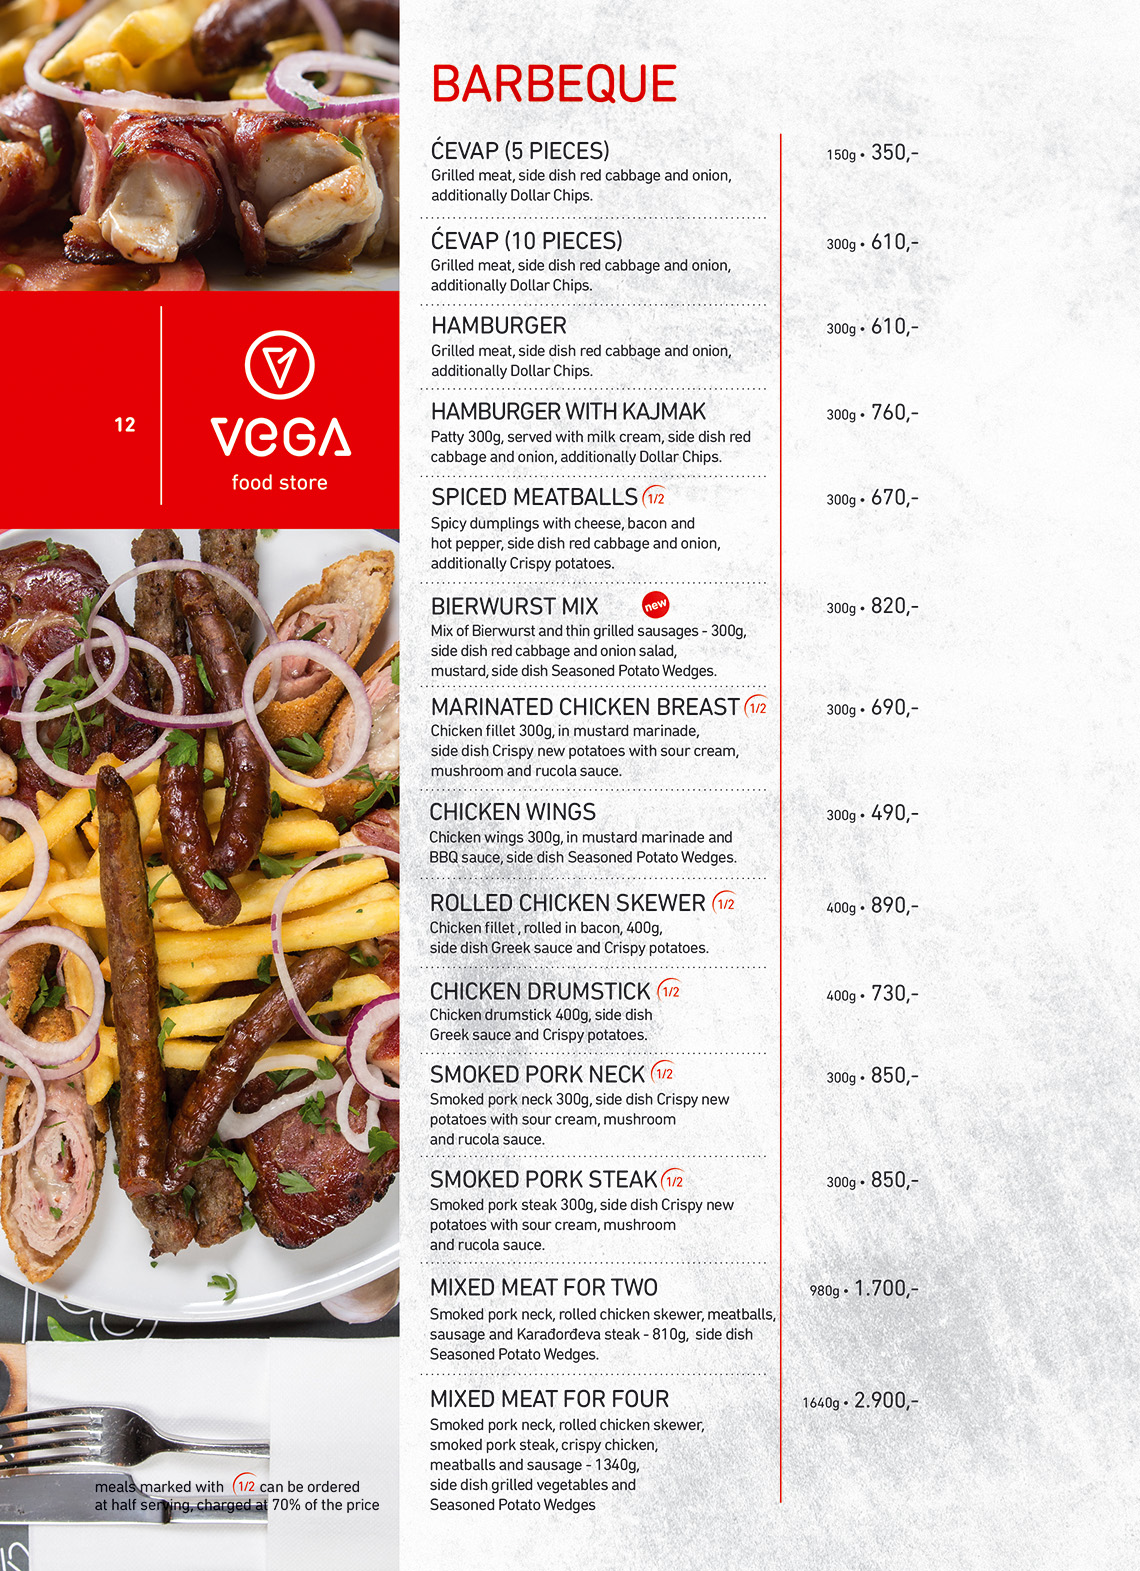 BARBEQUE
ĆEVAP (5 PIECES)
150g • 350,-
Grilled meat, side dish red cabbage and onion,
additionally Dollar Chips.
ĆEVAP (10 PIECES)
300g • 610,-
Grilled meat, side dish red cabbage and onion,
additionally Dollar Chips.
HAMBURGER
300g • 610,-
Grilled meat, side dish red cabbage and onion,
additionally Dollar Chips.
HAMBURGER WITH KAJMAK
300g • 760,-
Patty 300g, served with milk cream, side dish red
cabbage and onion, additionally Dollar Chips.
SPICED MEATBALLS 1/2
300g • 670,-
Spicy dumplings with cheese, bacon and
hot pepper, side dish red cabbage and onion,
additionally Crispy potatoes.
BIERWURST MIX new
300g • 820,-
Mix of Bierwurst and thin grilled sausages - 300g,
side dish red cabbage and onion salad,
mustard, side dish Seasoned Potato Wedges.
MARINATED CHICKEN BREAST 1/2
300g • 690,-
Chicken fillet 300g, in mustard marinade,
side dish Crispy new potatoes with sour cream,
mushroom and rucola sauce.
CHICKEN WINGS
300g • 490,-
Chicken wings 300g, in mustard marinade and
BBQ sauce, side dish Seasoned Potato Wedges.
ROLLED CHICKEN SKEWER 1/2
400g • 890,-
Chicken fillet , rolled in bacon, 400g,
side dish Greek sauce and Crispy potatoes.
CHICKEN DRUMSTICK 1/2
400g • 730,-
Chicken drumstick 400g, side dish
Greek sauce and Crispy potatoes.
SMOKED PORK NECK 1/2
300g • 850,-
Smoked pork neck 300g, side dish Crispy new
potatoes with sour cream, mushroom
and rucola sauce.
SMOKED PORK STEAK 1/2
300g • 850,-
Smoked pork steak 300g, side dish Crispy new
potatoes with sour cream, mushroom
and rucola sauce.
MIXED MEAT FOR TWO
980g • 1.700,-
Smoked pork neck, rolled chicken skewer, meatballs,
sausage and Karađorđeva steak - 810g, side dish
Seasoned Potato Wedges.
MIXED MEAT FOR FOUR
1640g • 2.900,-
Smoked pork neck, rolled chicken skewer,
smoked pork steak, crispy chicken,
meatballs and sausage - 1340g,
side dish grilled vegetables and
Seasoned Potato Wedges
12
VEGA
food store
meals marked with 1/2 can be ordered
at half serving, charged at 70% of the price